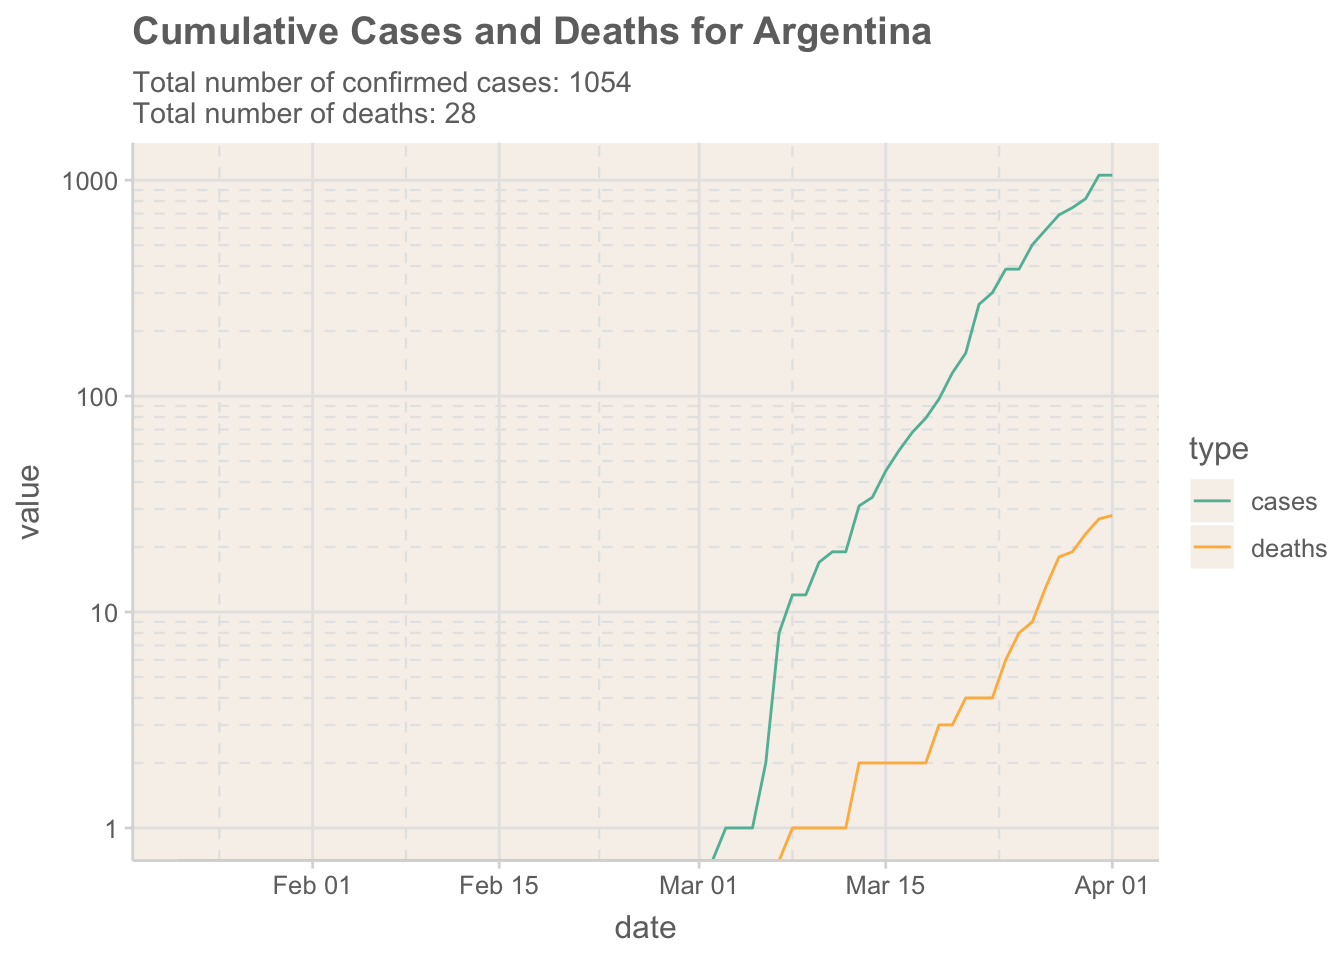 Cumulative Cases and Deaths for Argentina
Total number of confirmed cases: 1054
Total number of deaths: 28
1000
100
10
1
value
Feb 01
Feb 15
Mar 01
Mar 15
Apr 01
date
type
cases
deaths